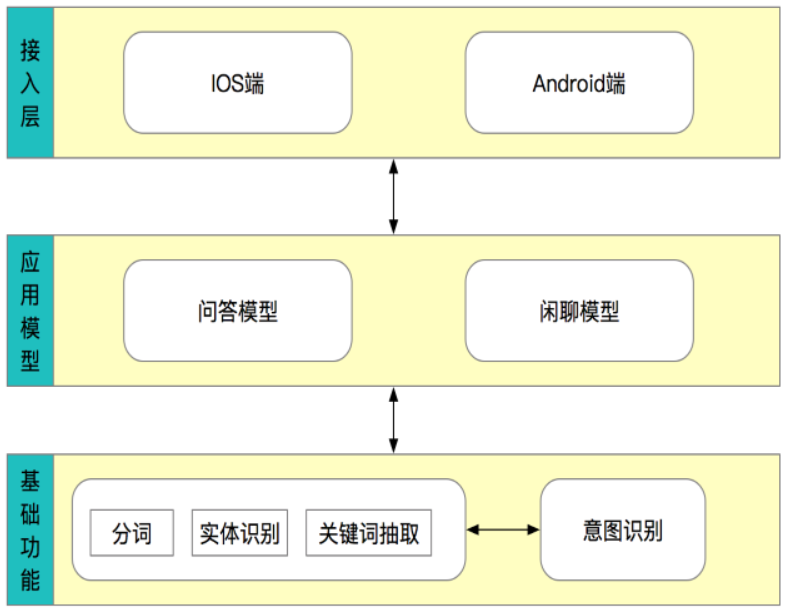 接入层
IOS端
Android端
应用模型
问答模型
闲聊模型
基础功能
分词
实体识别
关键词抽取
意图识别